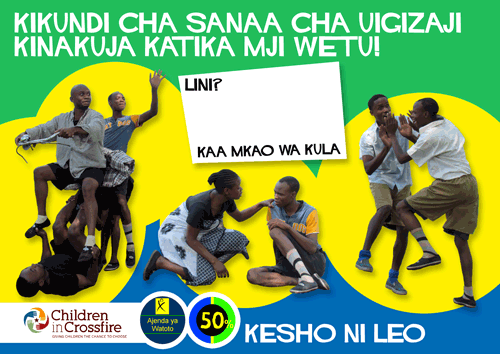 KIKUNDI CHA SANAA CHA UIGIZAJI
KINAKUJA KATIKA MJI WETU!
LINI?
KAA MKAO WA KULA
Children
in Crossfire
GIVING CHILDREN THE CHANCE TO CHOOSE
Ajenda ya
Watoto
50%
KESHO NI LEO